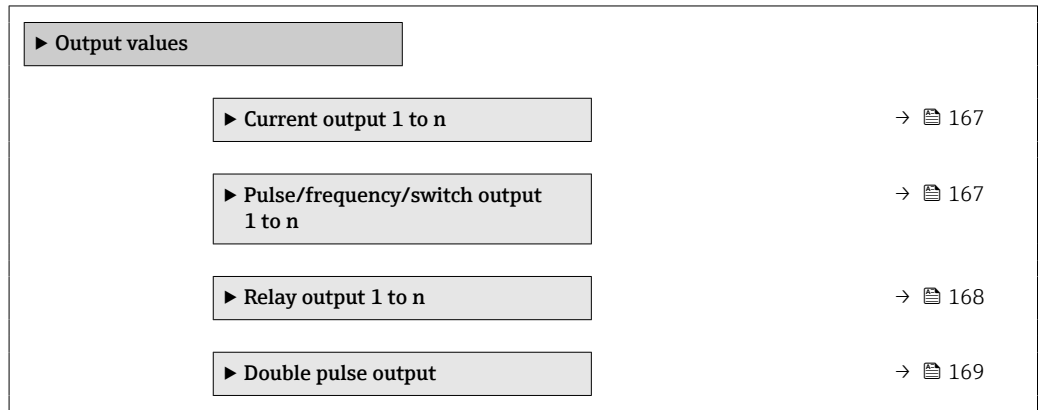 ▶ Output values
▶ Current output 1 to n → 167
▶ Pulse/frequency/switch output → 167
1 to n
▶ Relay output 1 to n → 168
▶ Double pulse output → 169